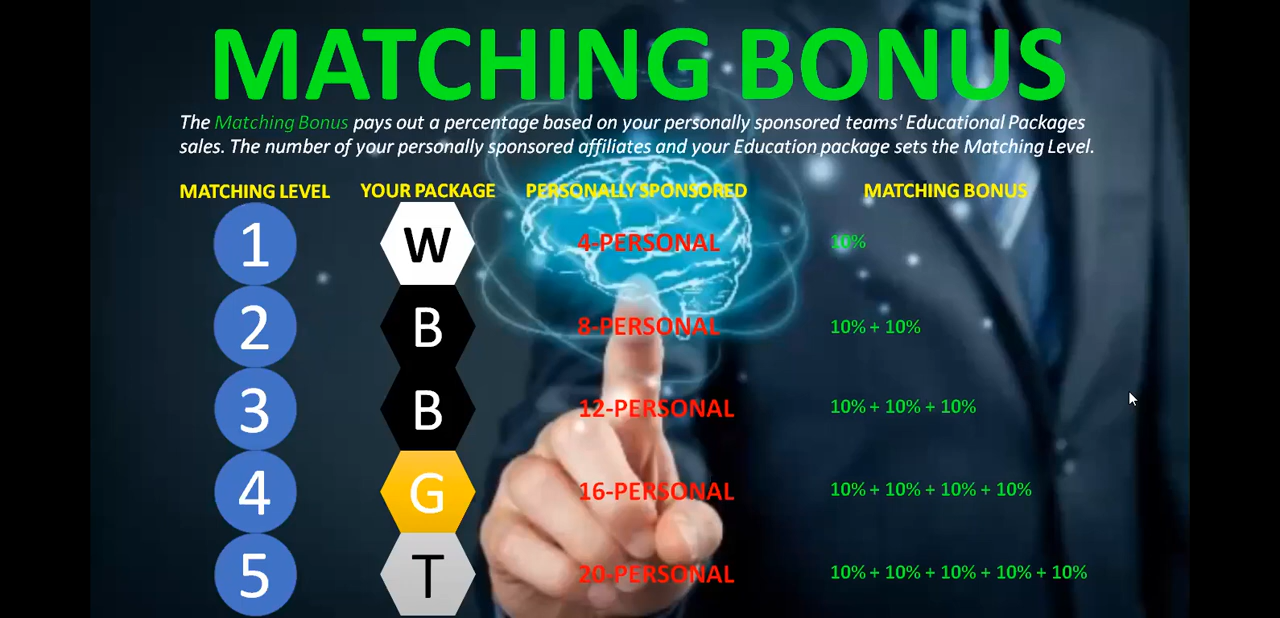 MATCHING BONUS
The Matching Bonus pays out a percentage based on your personally sponsored teams' Educational Packages
sales. The number of your personally sponsored affiliates and your Education package sets the Matching Level.
MATCHING LEVEL YOUR PACKAGE PERSONALLY SPONSORED MATCHING BONUS
1 W 4-PERSONAL 10%
2 B 8-PERSONAL 10% + 10%
3 B 12-PERSONAL 10% + 10% + 10%
4 G 16-PERSONAL 10% + 10% + 10% + 10%
5 T 20-PERSONAL 10% + 10% + 10% + 10% + 10%